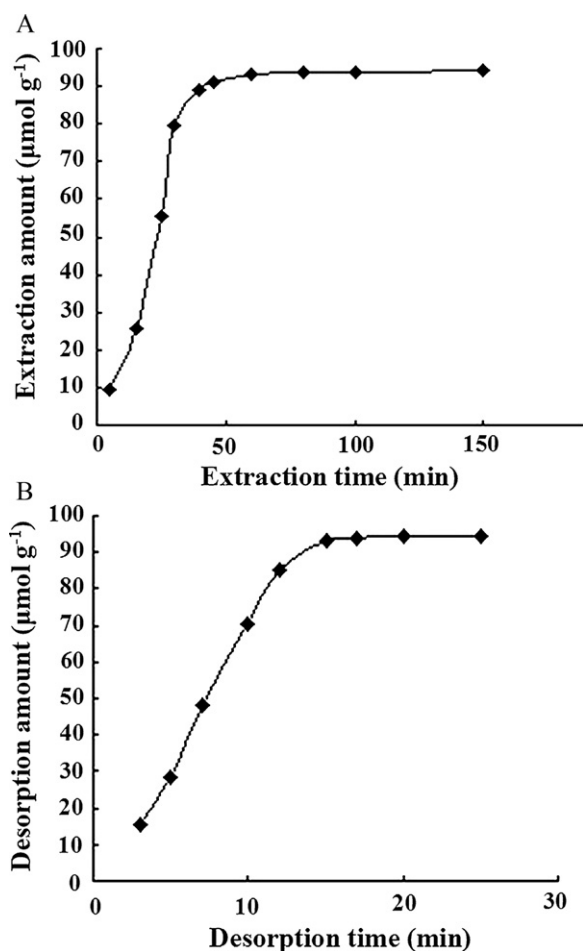 A
Extraction amount (µmol g⁻¹)
100
90
80
70
60
50
40
30
20
10
0
0 50 100 150
Extraction time (min)
B
Desorption amount (µmol g⁻¹)
100
90
80
70
60
50
40
30
20
10
0
0 10 20 30
Desorption time (min)